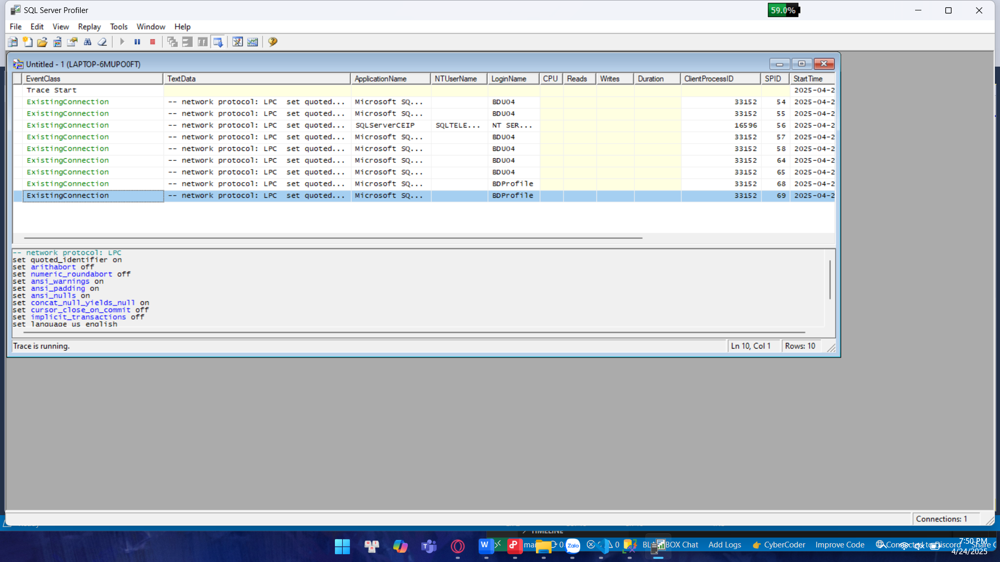 SQL Server Profiler
59.0%
File Edit View Replay Tools Window Help
Untitled - 1 (LAPTOP-6MUPO0FT)
EventClass TextData ApplicationName NTUserName LoginName CPU Reads Writes Duration ClientProcessID SPID StartTime
Trace Start 2025-04-2
ExistingConnection -- network protocol: LPC set quoted... Microsoft SQ... BDU04 33152 54 2025-04-2
ExistingConnection -- network protocol: LPC set quoted... Microsoft SQ... BDU04 33152 55 2025-04-2
ExistingConnection -- network protocol: LPC set quoted... SQLServerCEIP SQLTELE... NT SER... 16596 56 2025-04-2
ExistingConnection -- network protocol: LPC set quoted... Microsoft SQ... BDU04 33152 57 2025-04-2
ExistingConnection -- network protocol: LPC set quoted... Microsoft SQ... BDU04 33152 58 2025-04-2
ExistingConnection -- network protocol: LPC set quoted... Microsoft SQ... BDU04 33152 64 2025-04-2
ExistingConnection -- network protocol: LPC set quoted... Microsoft SQ... BDU04 33152 65 2025-04-2
ExistingConnection -- network protocol: LPC set quoted... Microsoft SQ... BDProfile 33152 68 2025-04-2
ExistingConnection -- network protocol: LPC set quoted... Microsoft SQ... BDProfile 33152 69 2025-04-2
-- network protocol: LPC
set quoted_identifier on
set arithabort off
set numeric_roundabort off
set ansi_warnings on
set ansi_padding on
set ansi_nulls on
set concat_null_yields_null on
set cursor_close_on_commit off
set implicit_transactions off
set language us_english
Trace is running.
Ln 10, Col 1 Rows: 10
Connections: 1
TIMELINE
0 Zalo 0 BOX Chat Add Logs CyberCoder Improve Code Connected to Discord Share C
7:50 PM
4/24/2025